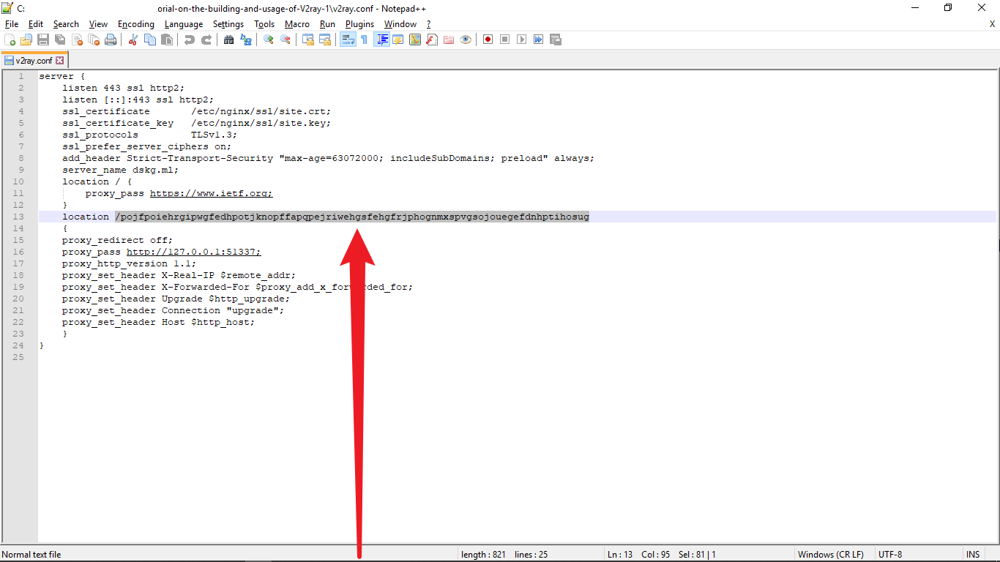 C: orial-on-the-building-and-usage-of-V2ray-1\v2ray.conf - Notepad++
File Edit Search View Encoding Language Settings Tools Macro Run Plugins Window ? X
v2ray.conf
1 server {
2 listen 443 ssl http2;
3 listen [::]:443 ssl http2;
4 ssl_certificate /etc/nginx/ssl/site.crt;
5 ssl_certificate_key /etc/nginx/ssl/site.key;
6 ssl_protocols TLSv1.3;
7 ssl_prefer_server_ciphers on;
8 add_header Strict-Transport-Security "max-age=63072000; includeSubDomains; preload" always;
9 server_name dskg.ml;
10 location / {
11 proxy_pass https://www.ietf.org;
12 }
13 location /pojfpoiehrgipwgfedhpotjknopffapqpejriwehgsfehgfrjphognmxspvgsojouegefdnhptihosug
14 {
15 proxy_redirect off;
16 proxy_pass http://127.0.0.1:51337;
17 proxy_http_version 1.1;
18 proxy_set_header X-Real-IP $remote_addr;
19 proxy_set_header X-Forwarded-For $proxy_add_x_forwarded_for;
20 proxy_set_header Upgrade $http_upgrade;
21 proxy_set_header Connection "upgrade";
22 proxy_set_header Host $http_host;
23 }
24 }
25
Normal text file length : 821 lines : 25 Ln : 13 Col : 95 Sel : 81 | 1 Windows (CR LF) UTF-8 INS